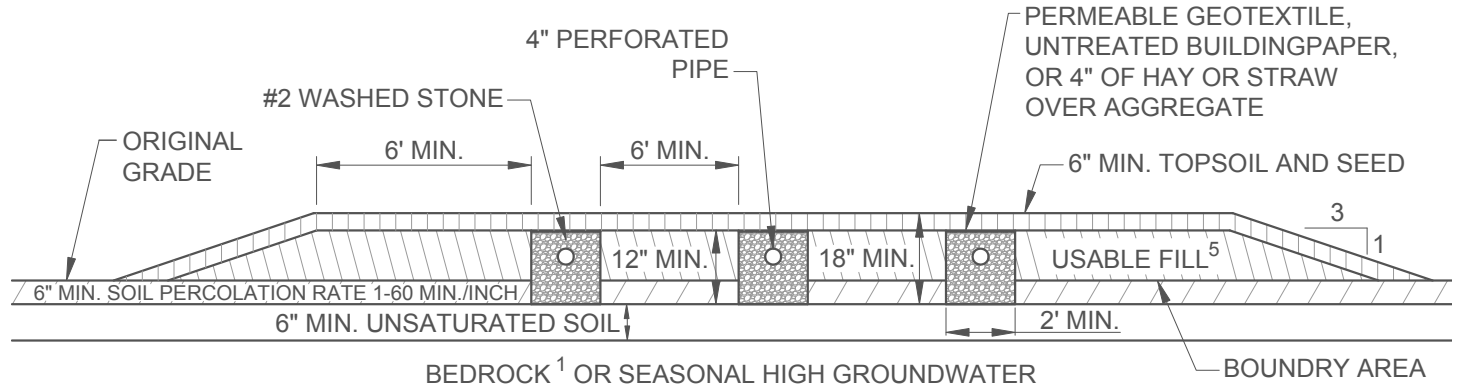 PERMEABLE GEOTEXTILE,
UNTREATED BUILDINGPAPER,
OR 4" OF HAY OR STRAW
OVER AGGREGATE
4" PERFORATED
PIPE
#2 WASHED STONE
ORIGINAL
GRADE
6' MIN.
6' MIN.
6" MIN. TOPSOIL AND SEED
3
1
12" MIN.
18" MIN.
USABLE FILL5
6" MIN. SOIL PERCOLATION RATE 1-60 MIN./INCH
6" MIN. UNSATURATED SOIL
2' MIN.
BEDROCK 1 OR SEASONAL HIGH GROUNDWATER
BOUNDRY AREA